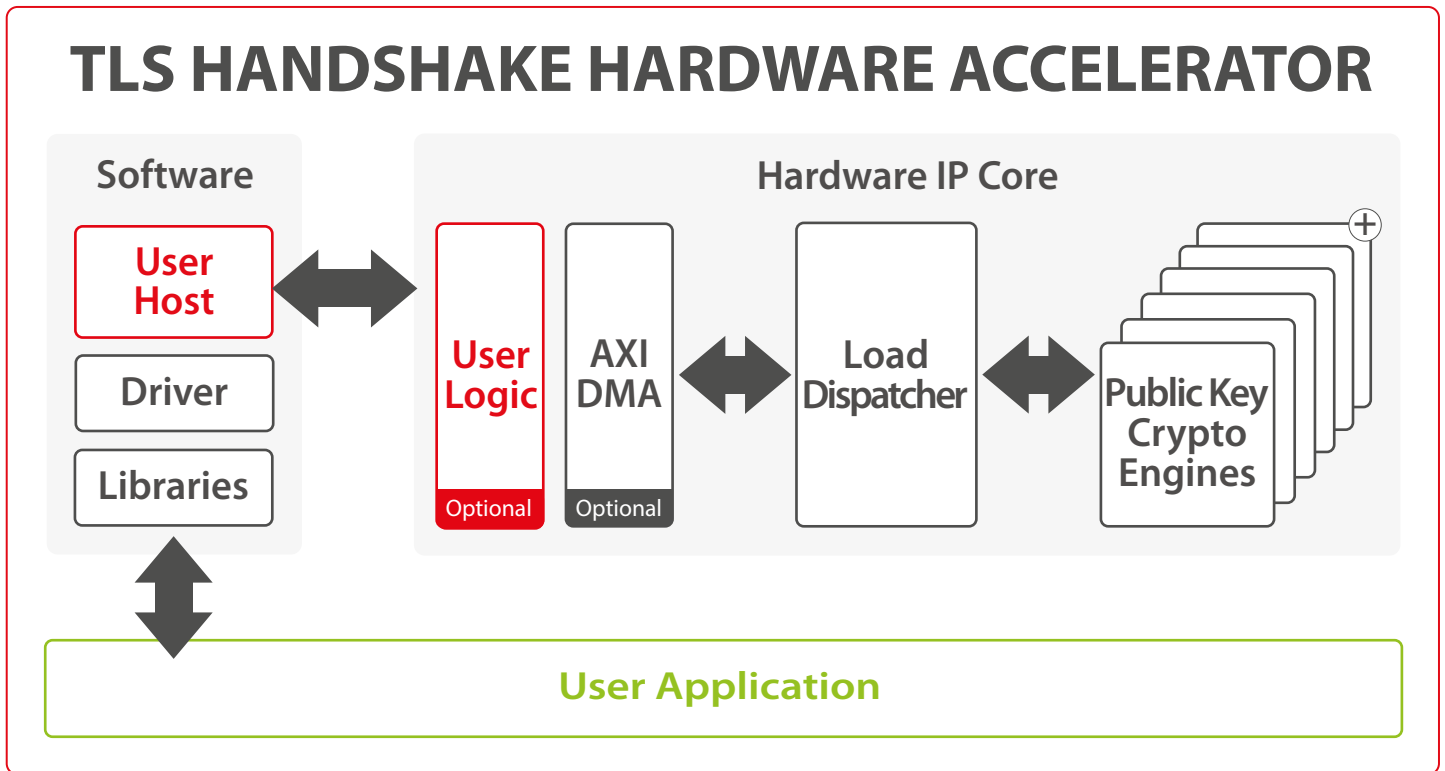 TLS HANDSHAKE HARDWARE ACCELERATOR
Software
User
Host
Driver
Libraries
Hardware IP Core
User
Logic
Optional
AXI
DMA
Optional
Load
Dispatcher
+
Public Key
Crypto
Engines
User Application